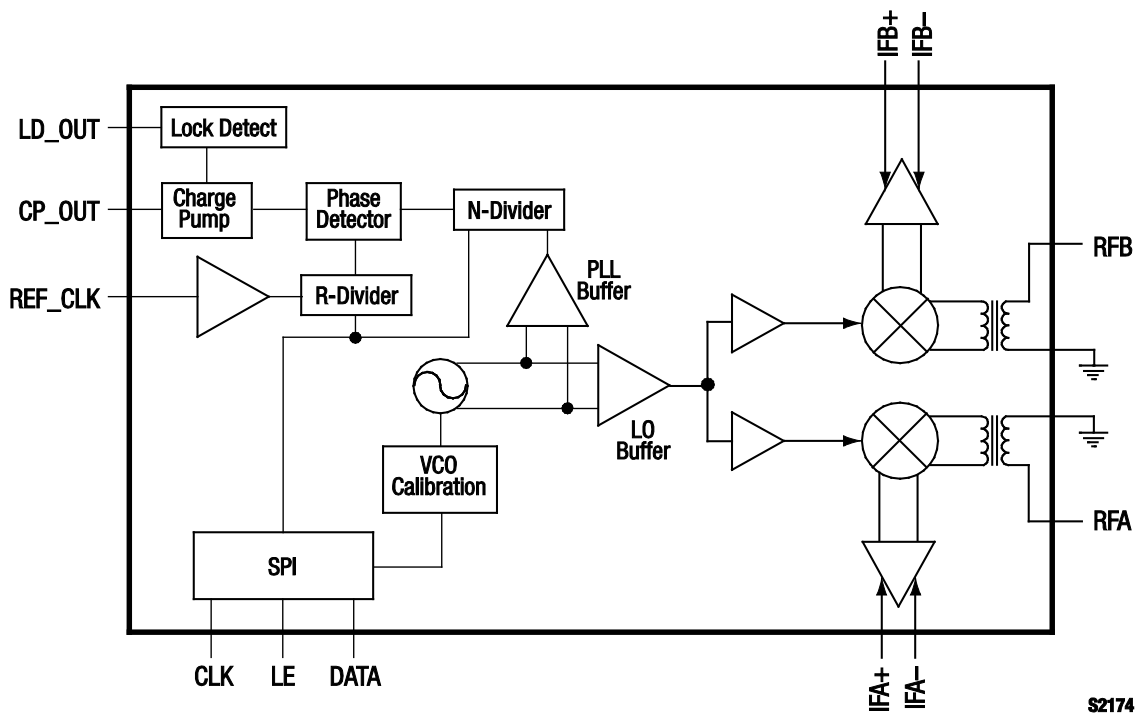 IFB+
IFB–
LD_OUT
Lock Detect
CP_OUT
Charge
Pump
Phase
Detector
N-Divider
RFB
REF_CLK
R-Divider
PLL
Buffer
LO
Buffer
VCO
Calibration
RFA
SPI
CLK
LE
DATA
IFA+
IFA–
S2174